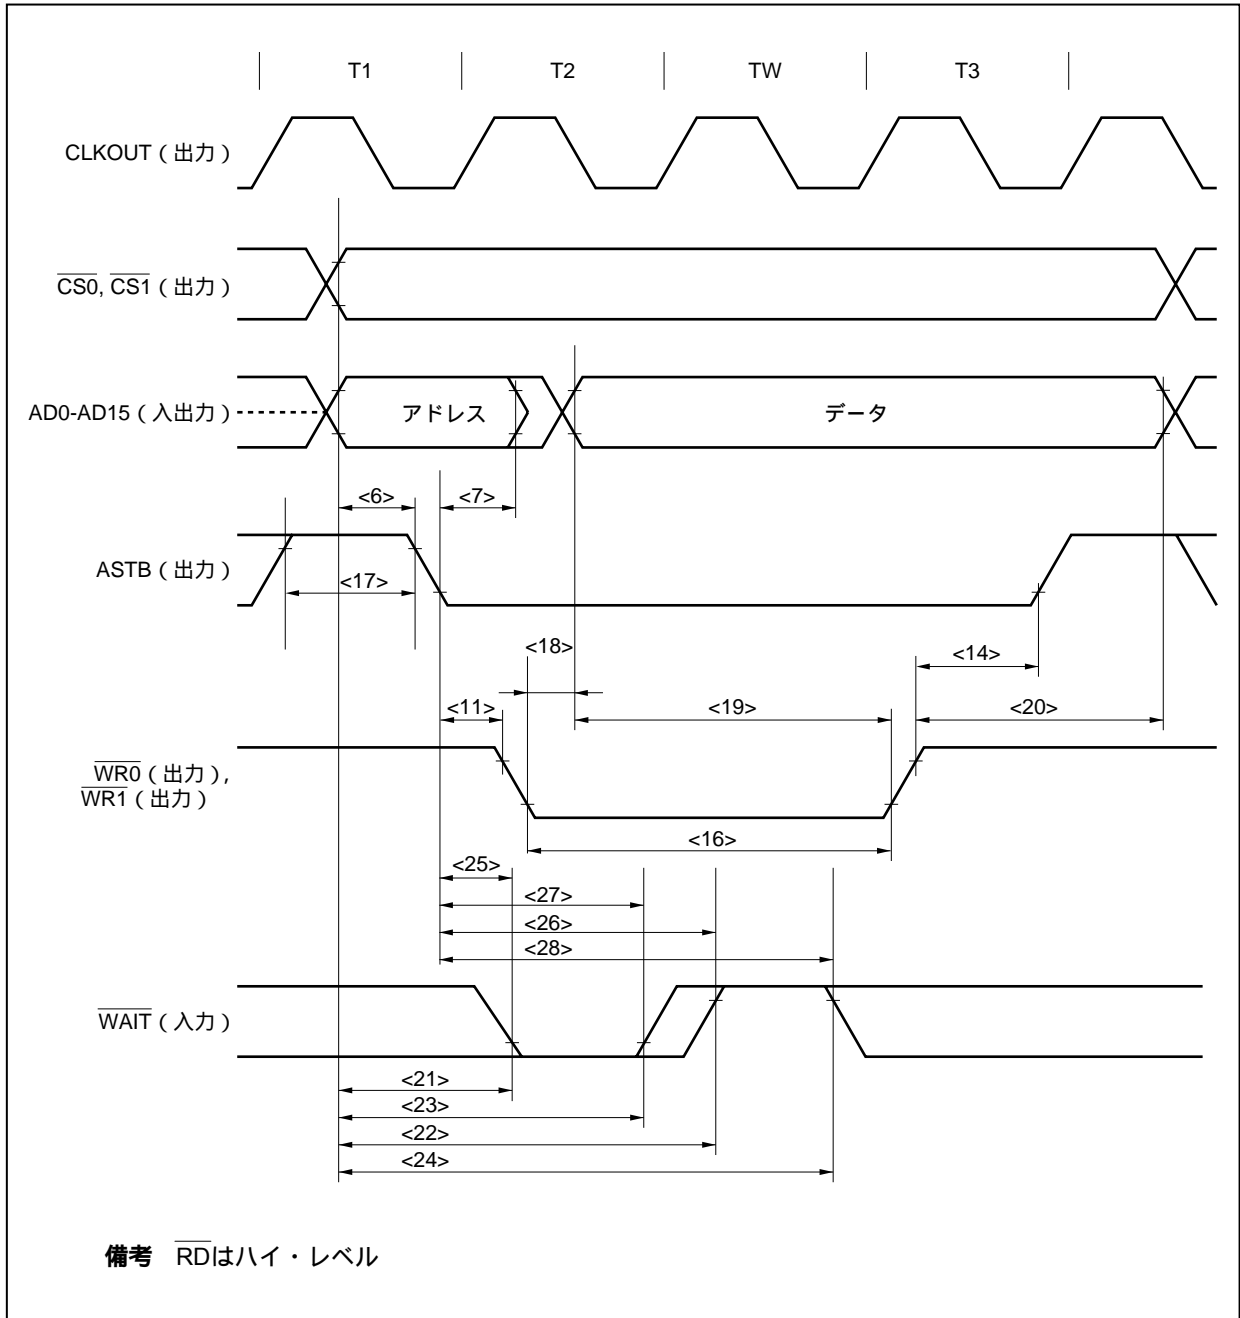 T1 T2 TW T3
CLKOUT（出力）
CS0, CS1（出力）
AD0-AD15（入出力）
アドレス
データ
<6>
<7>
ASTB（出力）
<17>
<18>
<14>
<11>
<19>
<20>
WR0（出力）,
WR1（出力）
<16>
<25>
<27>
<26>
<28>
WAIT（入力）
<21>
<23>
<22>
<24>
備考 RDはハイ・レベル